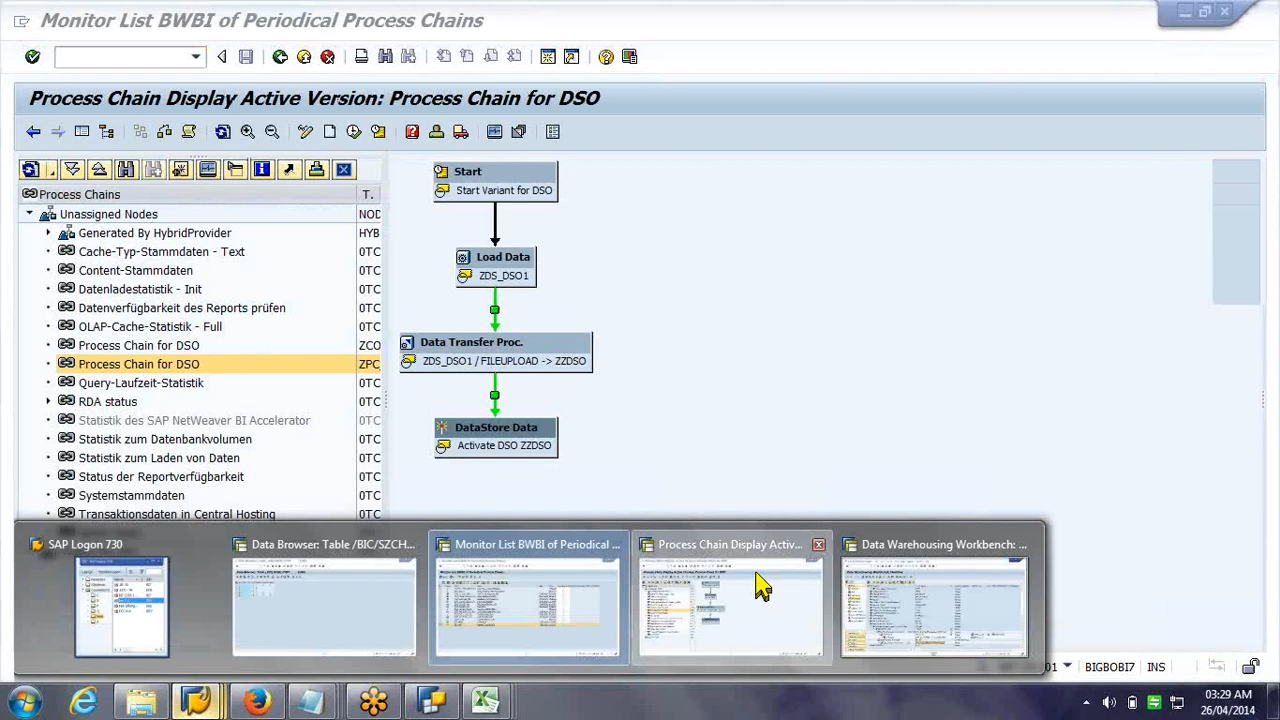 Monitor List BWBI of Periodical Process Chains
Process Chain Display Active Version: Process Chain for DSO
Process Chains
T.
Unassigned Nodes
NOD
Generated By HybridProvider
HYB
Cache-Typ-Stammdaten - Text
0TC
Content-Stammdaten
0TC
Datenladestatistik - Init
0TC
Datenverfügbarkeit des Reports prüfen
0TC
OLAP-Cache-Statistik - Full
0TC
Process Chain for DSO
ZCO
Process Chain for DSO
ZPC
Query-Laufzeit-Statistik
0TC
RDA status
0TC
Statistik des SAP NetWeaver BI Accelerator
0TC
Statistik zum Datenbankvolumen
0TC
Statistik zum Laden von Daten
0TC
Status der Reportverfügbarkeit
0TC
Systemstammdaten
0TC
Transaktionsdaten in Central Hosting
0TC
Start
Start Variant for DSO
Load Data
ZDS_DSO1
Data Transfer Proc.
ZDS_DSO1 / FILEUPLOAD -> ZZDSO
DataStore Data
Activate DSO ZZDSO
SAP Logon 730
Data Browser: Table /BIC/SZCH...
Monitor List BWBI of Periodical ...
Process Chain Display Activ...
Data Warehousing Workbench: ...
BIGBOBI7
INS
03:29 AM
26/04/2014